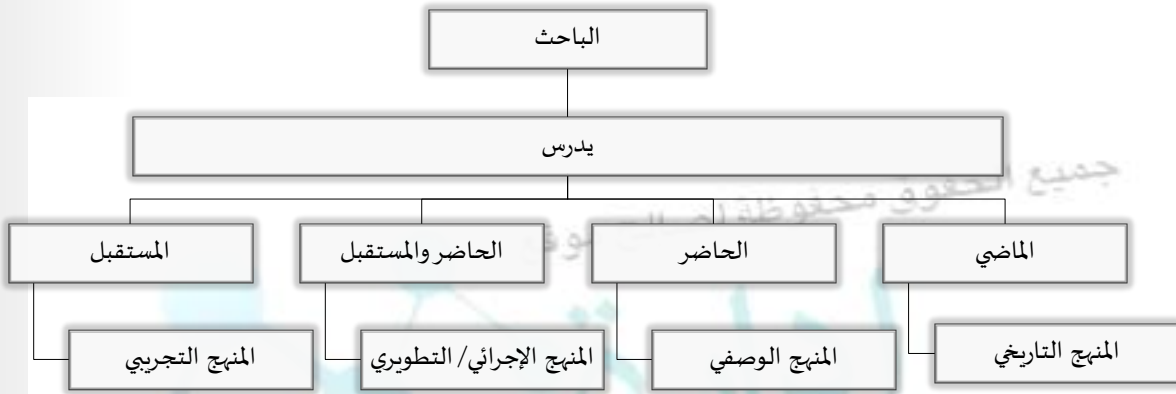 الباحث
يدرس
جميع الحقوق محفوظة
الماضي
الحاضر
الحاضر والمستقبل
المستقبل
المنهج التاريخي
المنهج الوصفي
المنهج الإجرائي/ التطويري
المنهج التجريبي